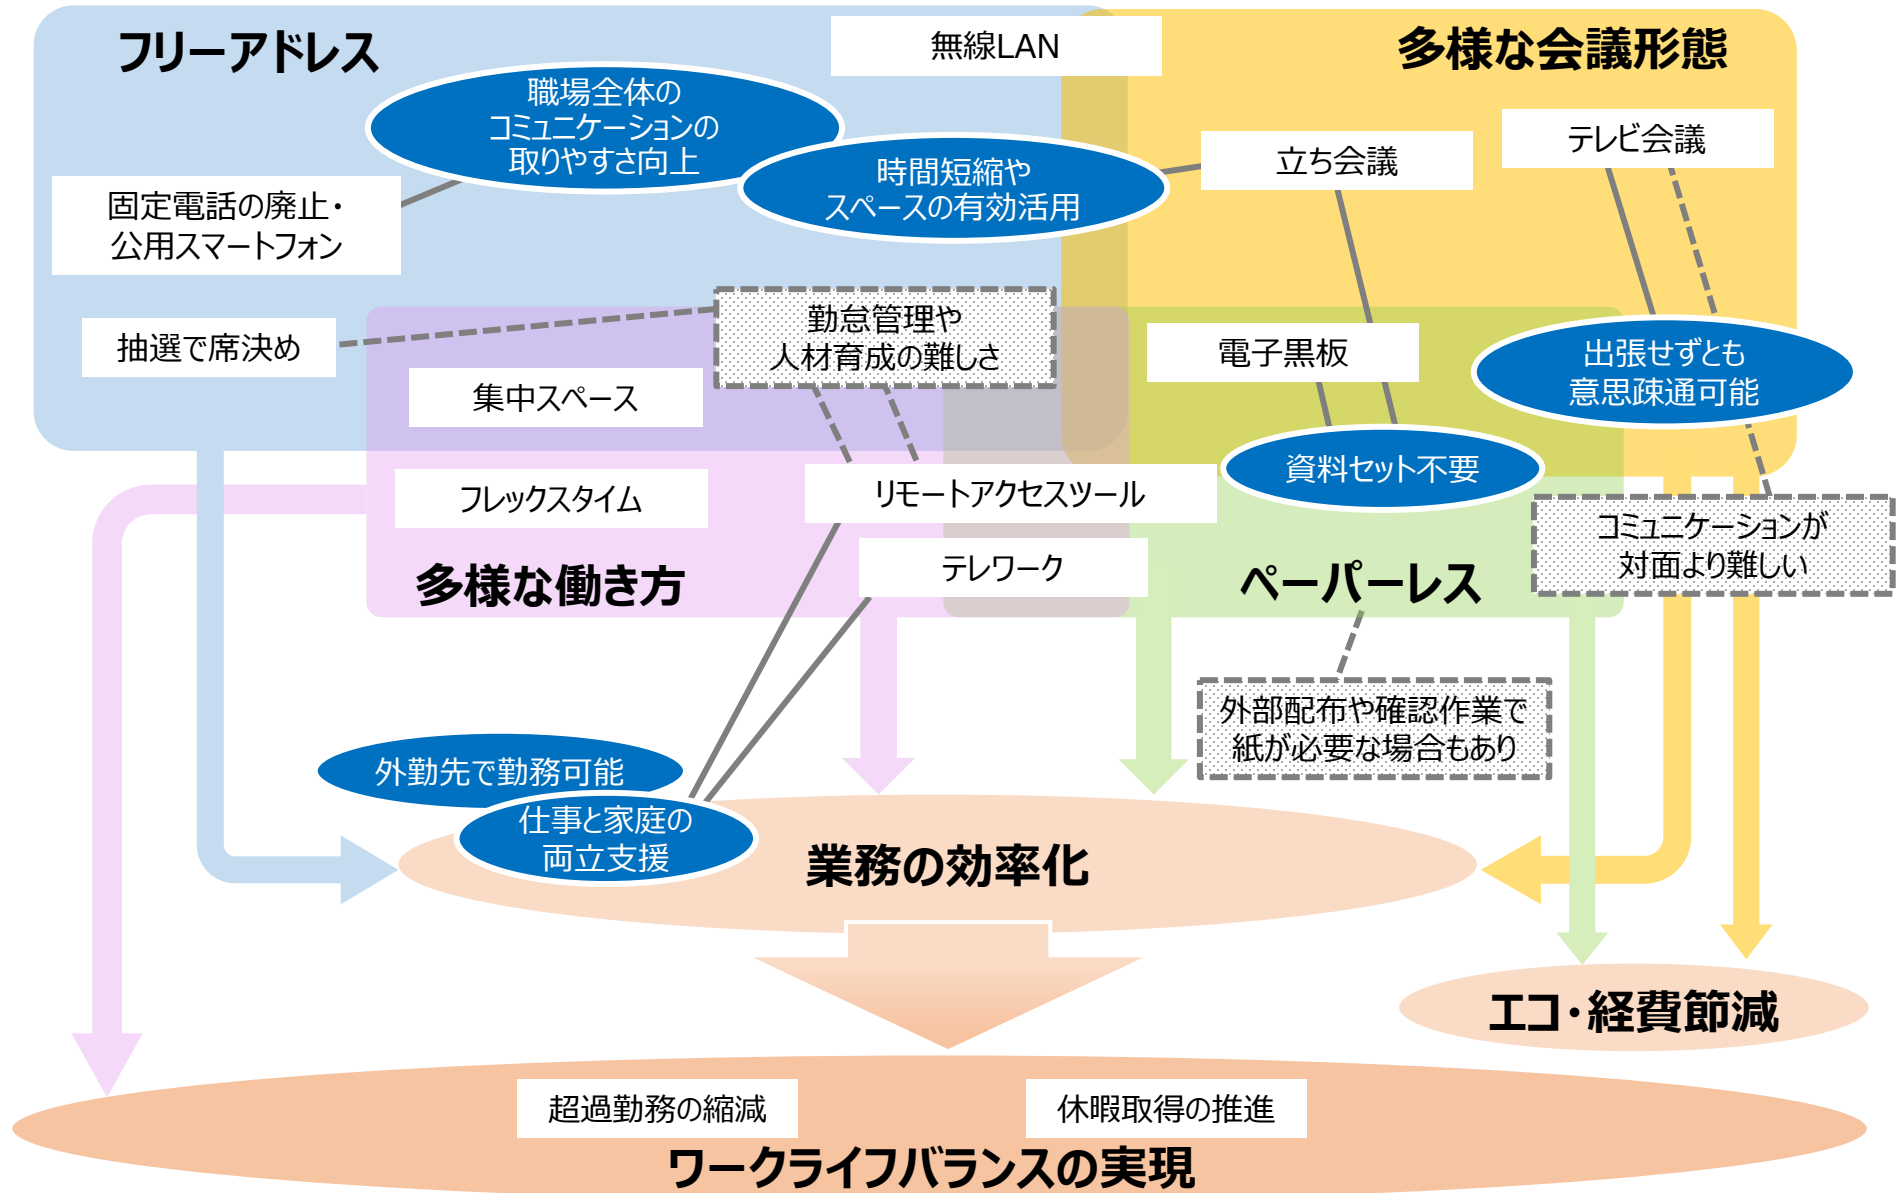 フリーアドレス
無線LAN
多様な会議形態
職場全体の
コミュニケーションの
取りやすさ向上
時間短縮や
スペースの有効活用
立ち会議
テレビ会議
固定電話の廃止・
公用スマートフォン
抽選で席決め
勤怠管理や
人材育成の難しさ
集中スペース
電子黒板
出張せずとも
意思疎通可能
フレックスタイム
リモートアクセスツール
資料セット不要
テレワーク
コミュニケーションが
対面より難しい
多様な働き方
ペーパーレス
外部配布や確認作業で
紙が必要な場合もあり
外勤先で勤務可能
仕事と家庭の
両立支援
業務の効率化
エコ・経費節減
超過勤務の縮減
休暇取得の推進
ワークライフバランスの実現